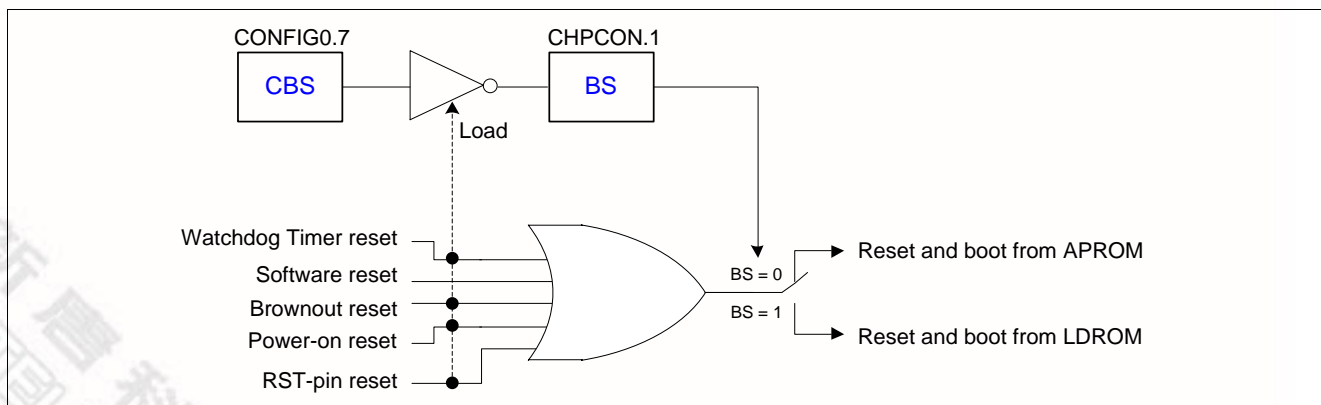 CONFIG0.7
CHPCON.1
CBS
BS
Load
Watchdog Timer reset
Software reset
Brownout reset
Power-on reset
RST-pin reset
BS = 0
BS = 1
Reset and boot from APROM
Reset and boot from LDROM